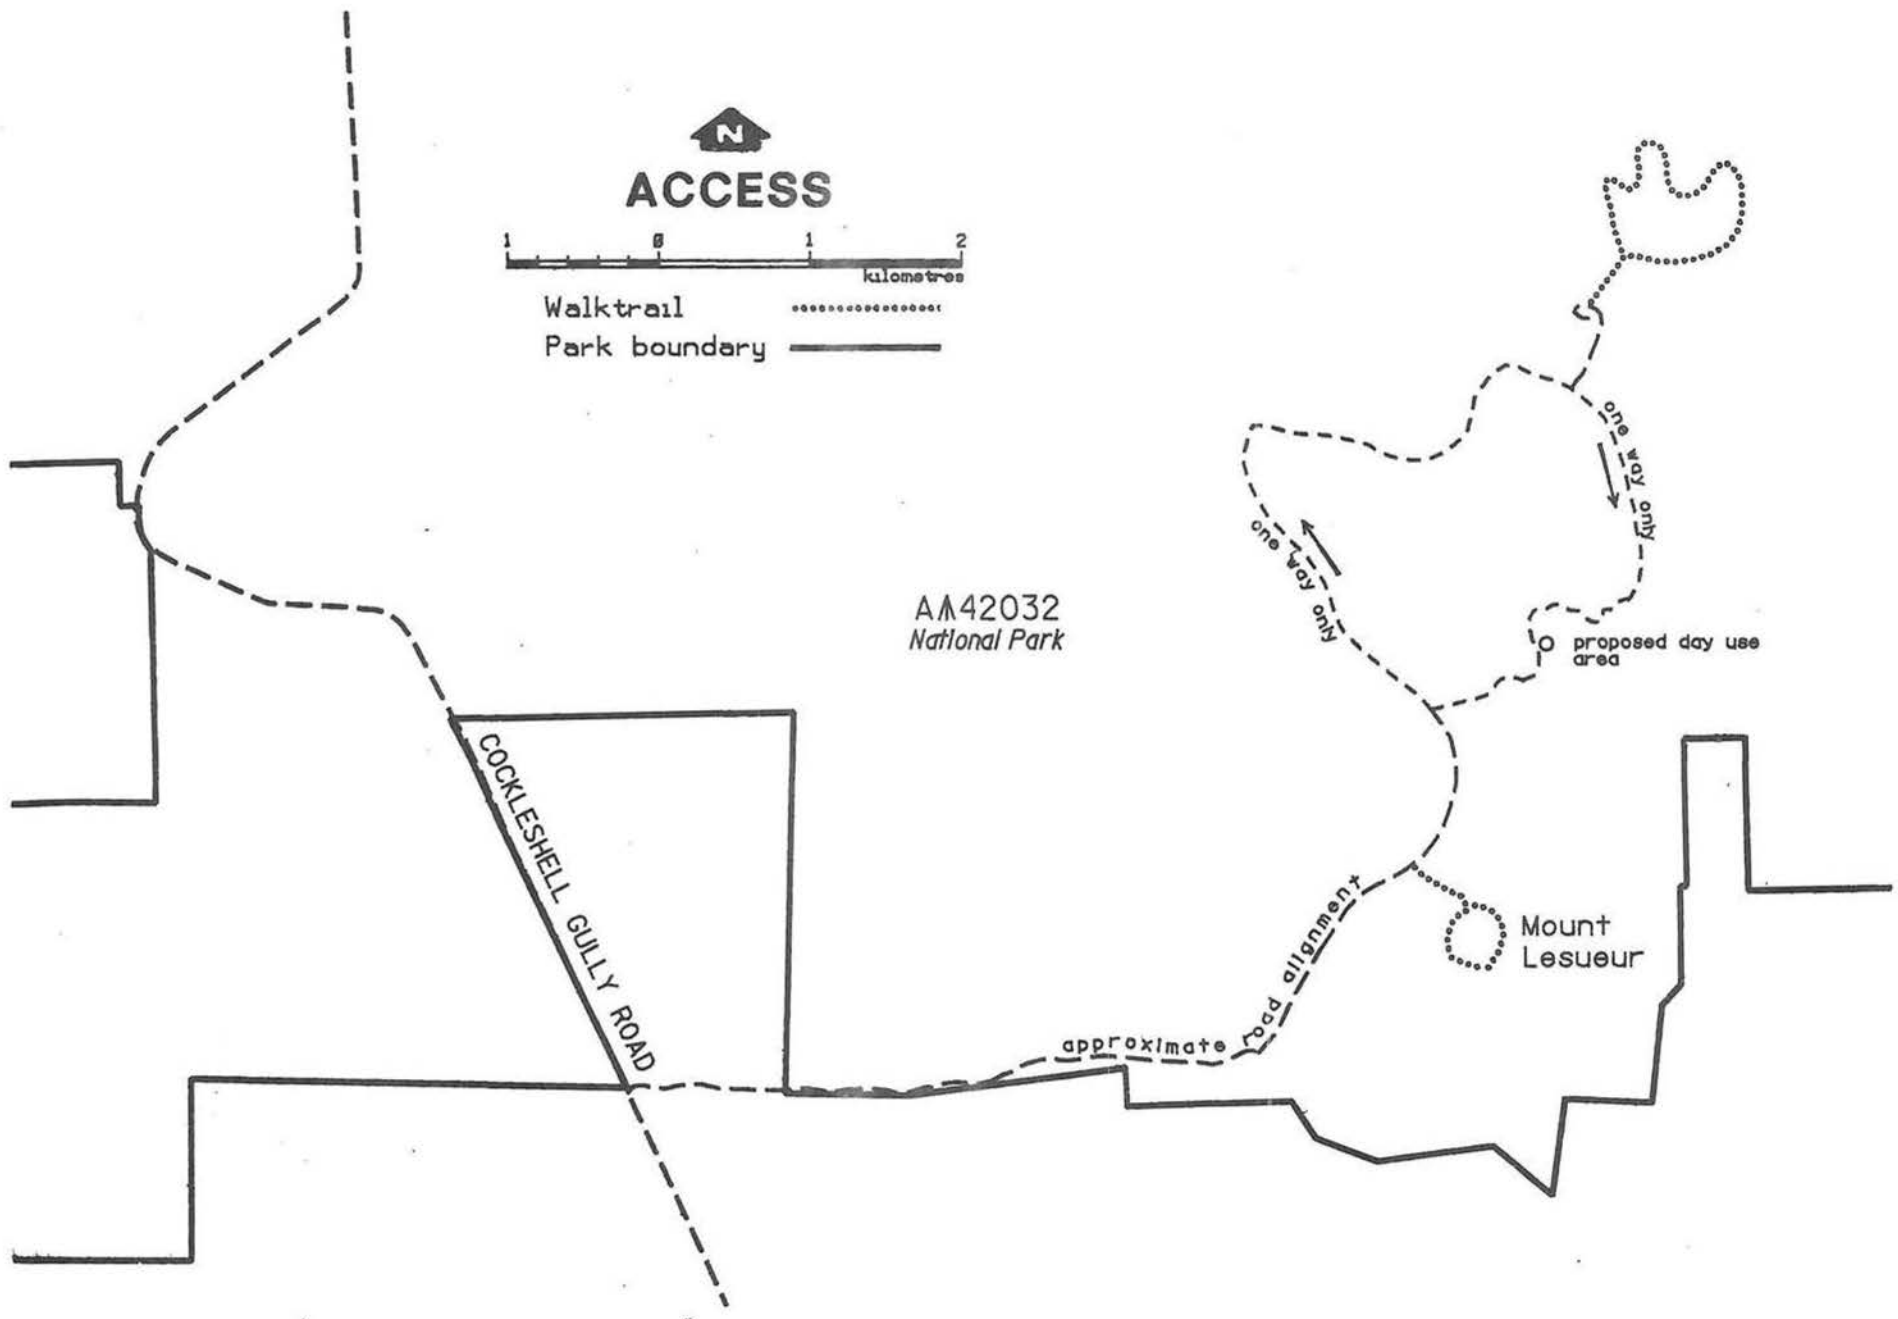 N
ACCESS
1 0 1 2
kilometres
Walktrail
Park boundary
one way only
one way only
A42032
National Park
proposed day use
area
COCKLESHELL GULLY ROAD
Mount
Lesueur
approximate road alignment